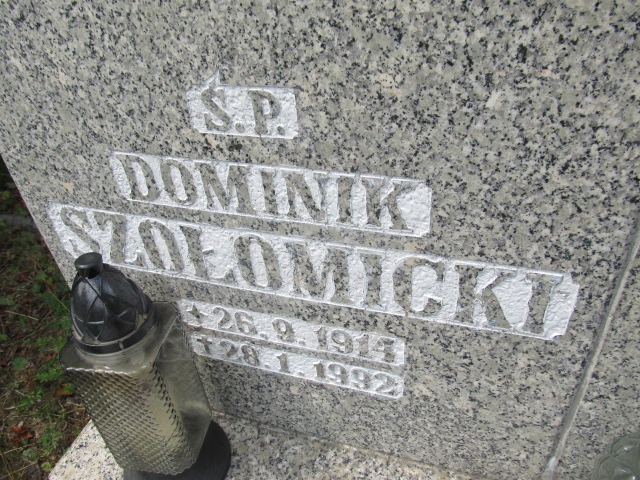 Ś.P.
DOMINIK
SZOŁOMICKI
* 26.9.1914
† 28.1.1992